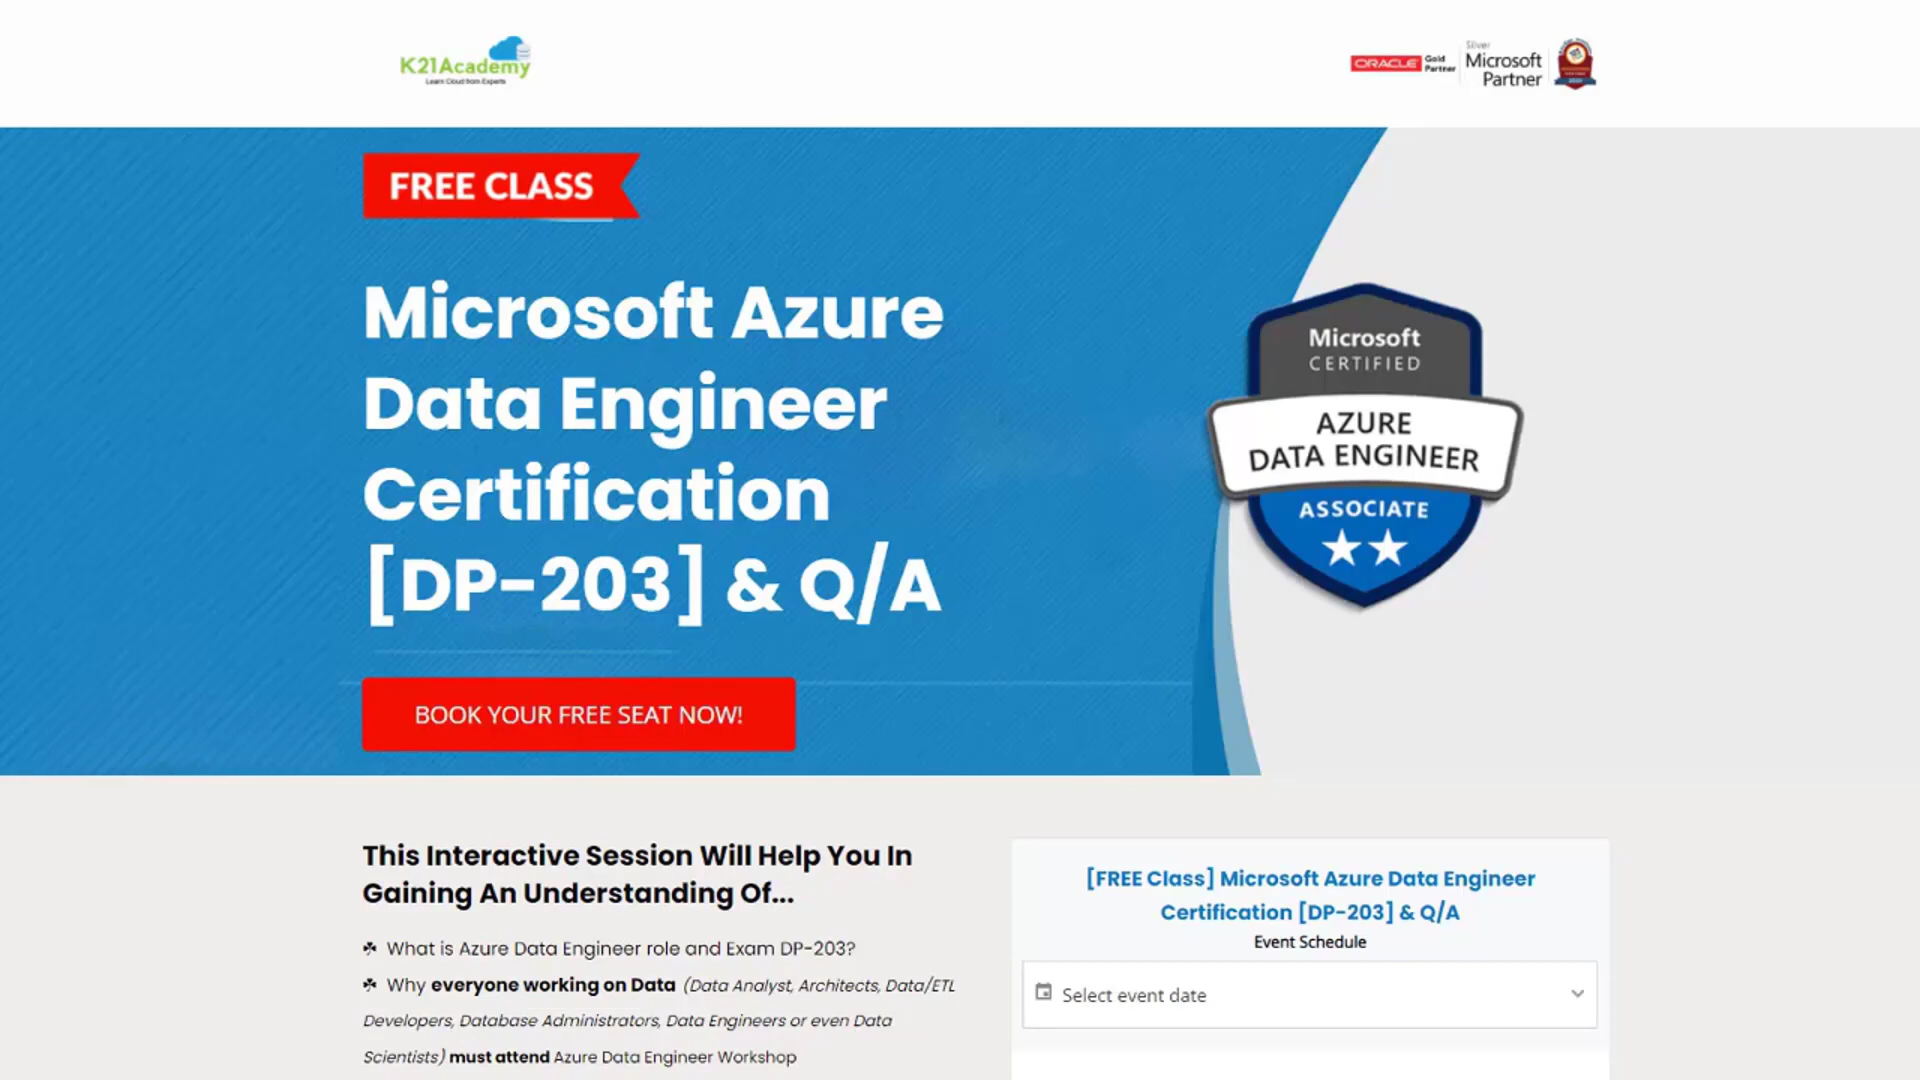 K21Academy
Learn Cloud from Experts
ORACLE Gold Partner
Silver
Microsoft
Partner
FREE CLASS
Microsoft Azure
Data Engineer
Certification
[DP-203] & Q/A
BOOK YOUR FREE SEAT NOW!
Microsoft
CERTIFIED
AZURE
DATA ENGINEER
ASSOCIATE
This Interactive Session Will Help You In
Gaining An Understanding Of...
What is Azure Data Engineer role and Exam DP-203?
Why everyone working on Data (Data Analyst, Architects, Data/ETL
Developers, Database Administrators, Data Engineers or even Data
Scientists) must attend Azure Data Engineer Workshop
[FREE Class] Microsoft Azure Data Engineer
Certification [DP-203] & Q/A
Event Schedule
Select event date